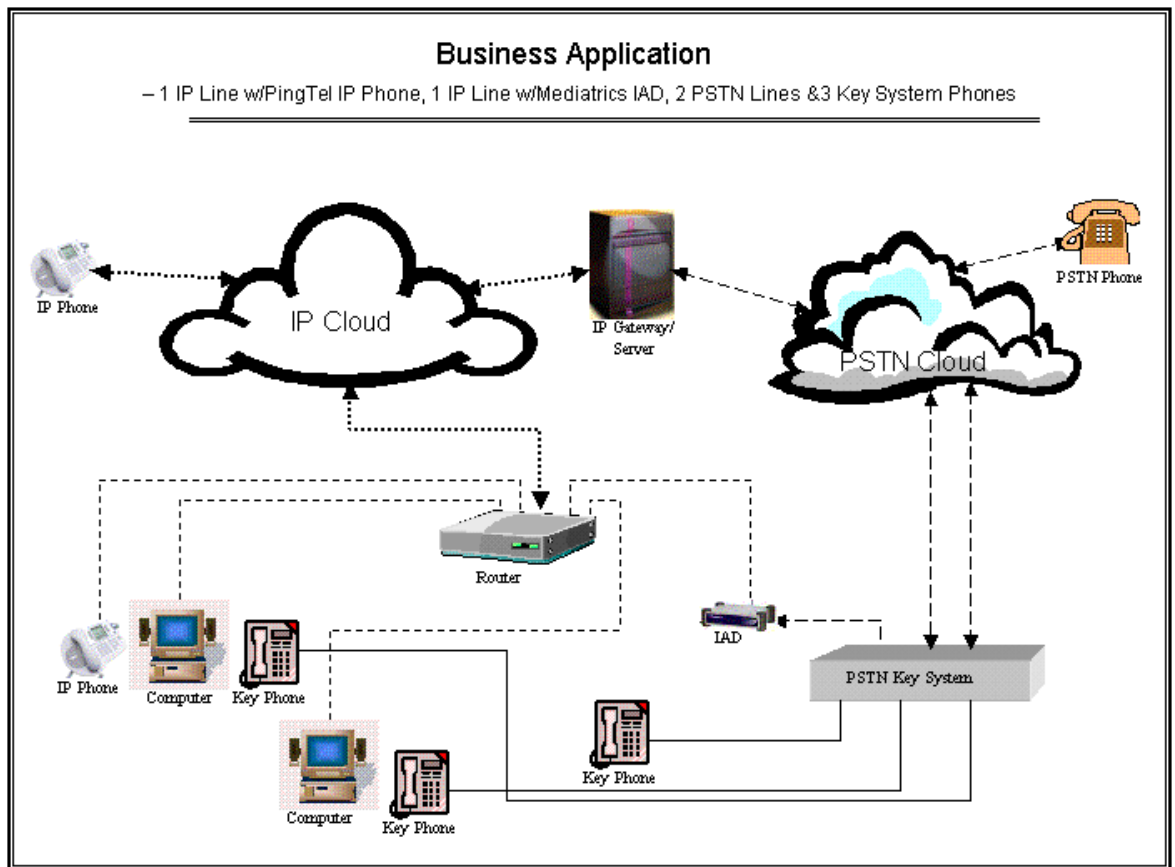 Business Application
– 1 IP Line w/PingTel IP Phone, 1 IP Line w/Mediatrics IAD, 2 PSTN Lines &3 Key System Phones
IP Phone
IP Cloud
IP Gateway/
Server
PSTN Cloud
PSTN Phone
Router
IAD
PSTN Key System
IP Phone
Computer
Key Phone
Key Phone
Computer
Key Phone